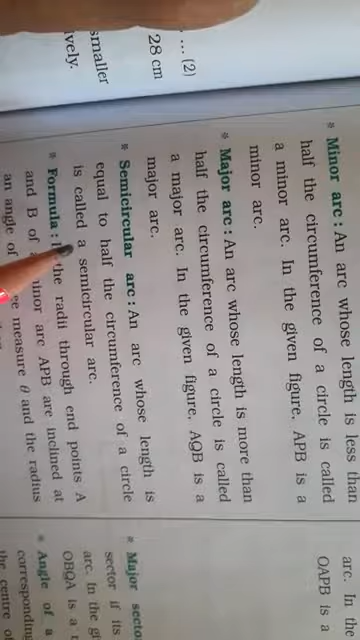 ... (2)
28 cm
smaller
vely.
* Minor arc : An arc whose length is less than
half the circumference of a circle is called
a minor arc. In the given figure, APB is a
minor arc.
* Major arc : An arc whose length is more than
half the circumference of a circle is called
a major arc. In the given figure, AQB is a
major arc.
* Semicircular arc : An arc whose length is
equal to half the circumference of a circle
is called a semicircular arc.
* Formula : the radii through end points A
and B of minor arc APB are inclined at
an angle of measure θ and the radius
arc. In the
OAPB is a
* Major secto
sector if its
arc. In the gi
OBQA is a
* Angle of a
corresponding
the centre o